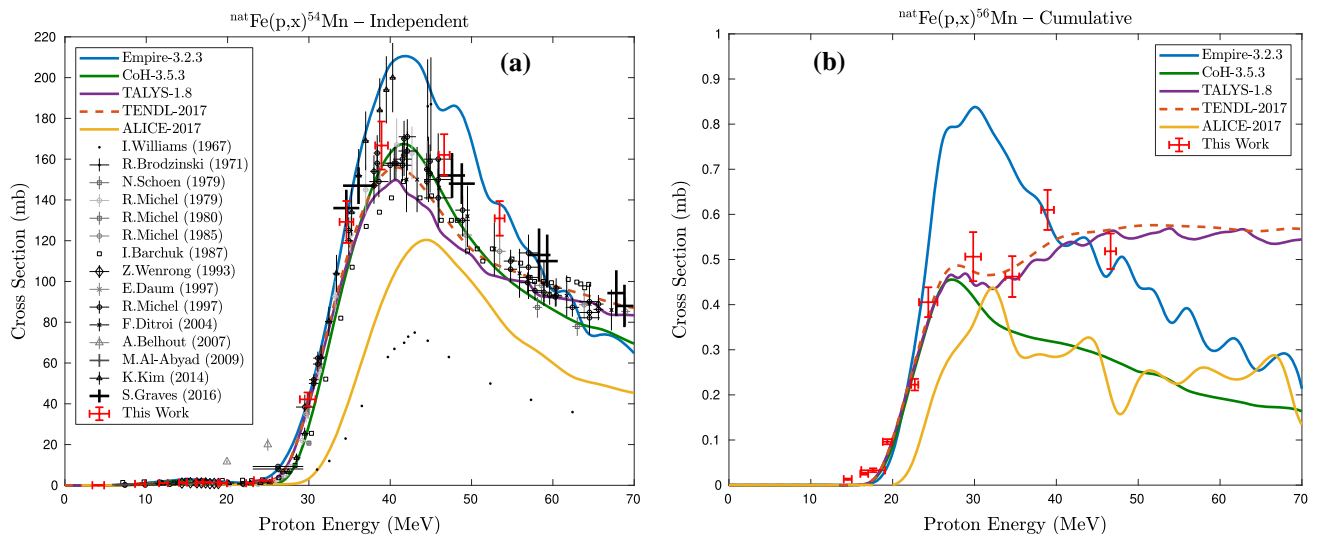 natFe(p,x)54Mn – Independent
(a)
220
200
180
160
140
120
100
80
60
40
20
0
Cross Section (mb)
Empire-3.2.3
CoH-3.5.3
TALYS-1.8
TENDL-2017
ALICE-2017
I.Williams (1967)
R.Brodzinski (1971)
N.Schoen (1979)
R.Michel (1979)
R.Michel (1980)
R.Michel (1985)
I.Barchuk (1987)
Z.Wenrong (1993)
E.Daum (1997)
R.Michel (1997)
F.Ditroi (2004)
A.Belhout (2007)
M.Al-Abyad (2009)
K.Kim (2014)
S.Graves (2016)
This Work
0 10 20 30 40 50 60 70
Proton Energy (MeV)
natFe(p,x)56Mn – Cumulative
(b)
1
0.9
0.8
0.7
0.6
0.5
0.4
0.3
0.2
0.1
0
Cross Section (mb)
Empire-3.2.3
CoH-3.5.3
TALYS-1.8
TENDL-2017
ALICE-2017
This Work
0 10 20 30 40 50 60 70
Proton Energy (MeV)